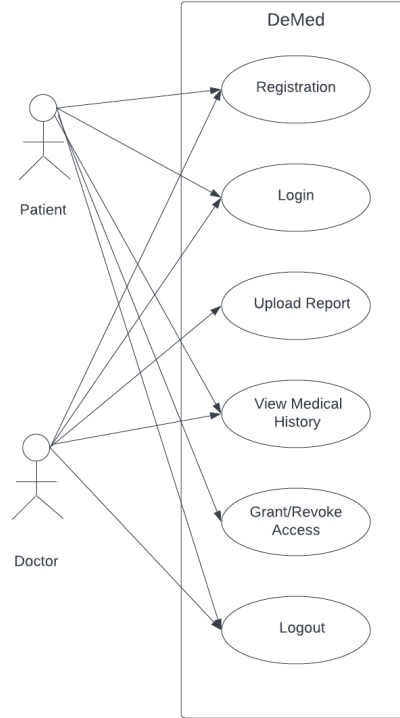 DeMed
Registration
Login
Patient
Upload Report
View Medical
History
Grant/Revoke
Access
Doctor
Logout